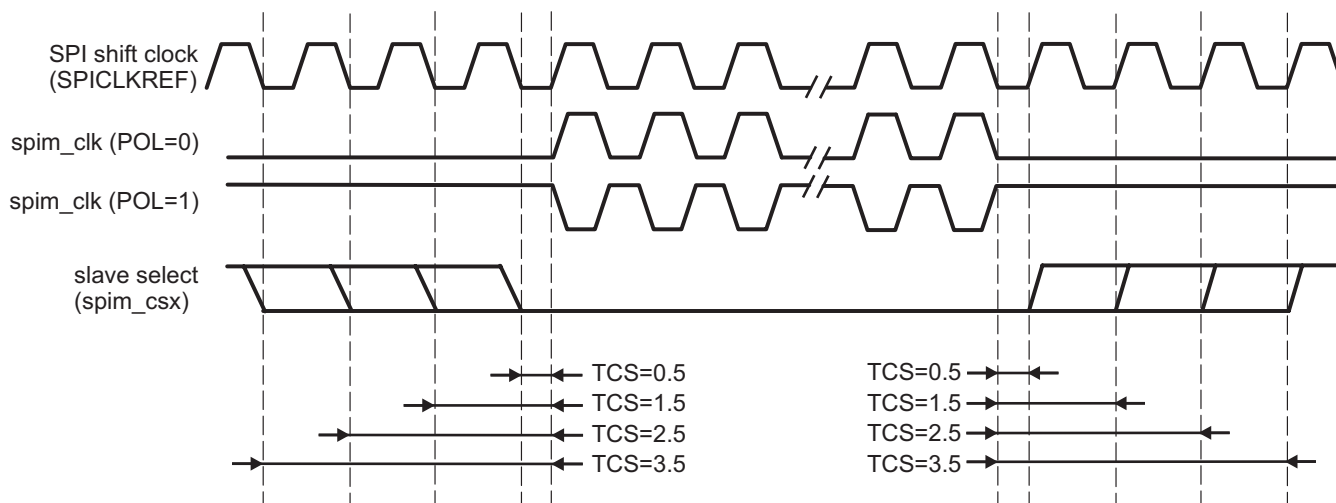 SPI shift clock
(SPICLKREF)
spim_clk (POL=0)
spim_clk (POL=1)
slave select
(spim_csx)
TCS=0.5
TCS=1.5
TCS=2.5
TCS=3.5
TCS=0.5
TCS=1.5
TCS=2.5
TCS=3.5